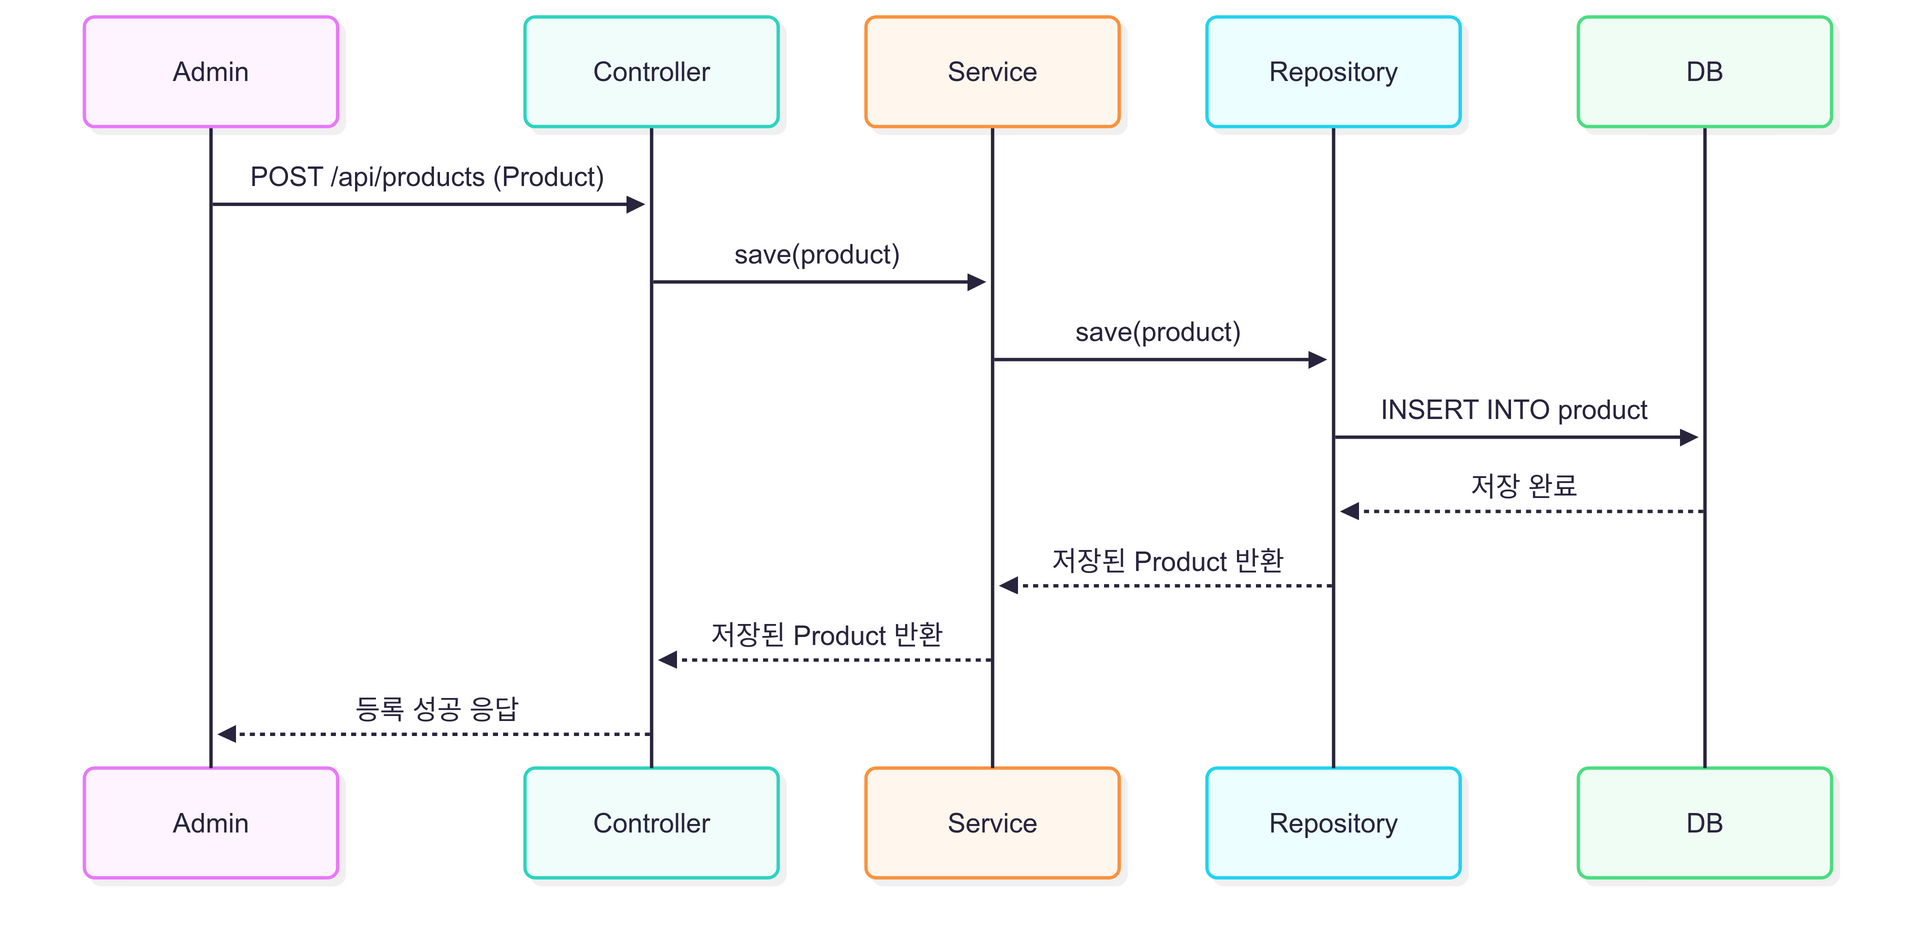 Admin
Controller
Service
Repository
DB
POST /api/products (Product)
save(product)
save(product)
INSERT INTO product
저장 완료
저장된 Product 반환
저장된 Product 반환
등록 성공 응답
Admin
Controller
Service
Repository
DB